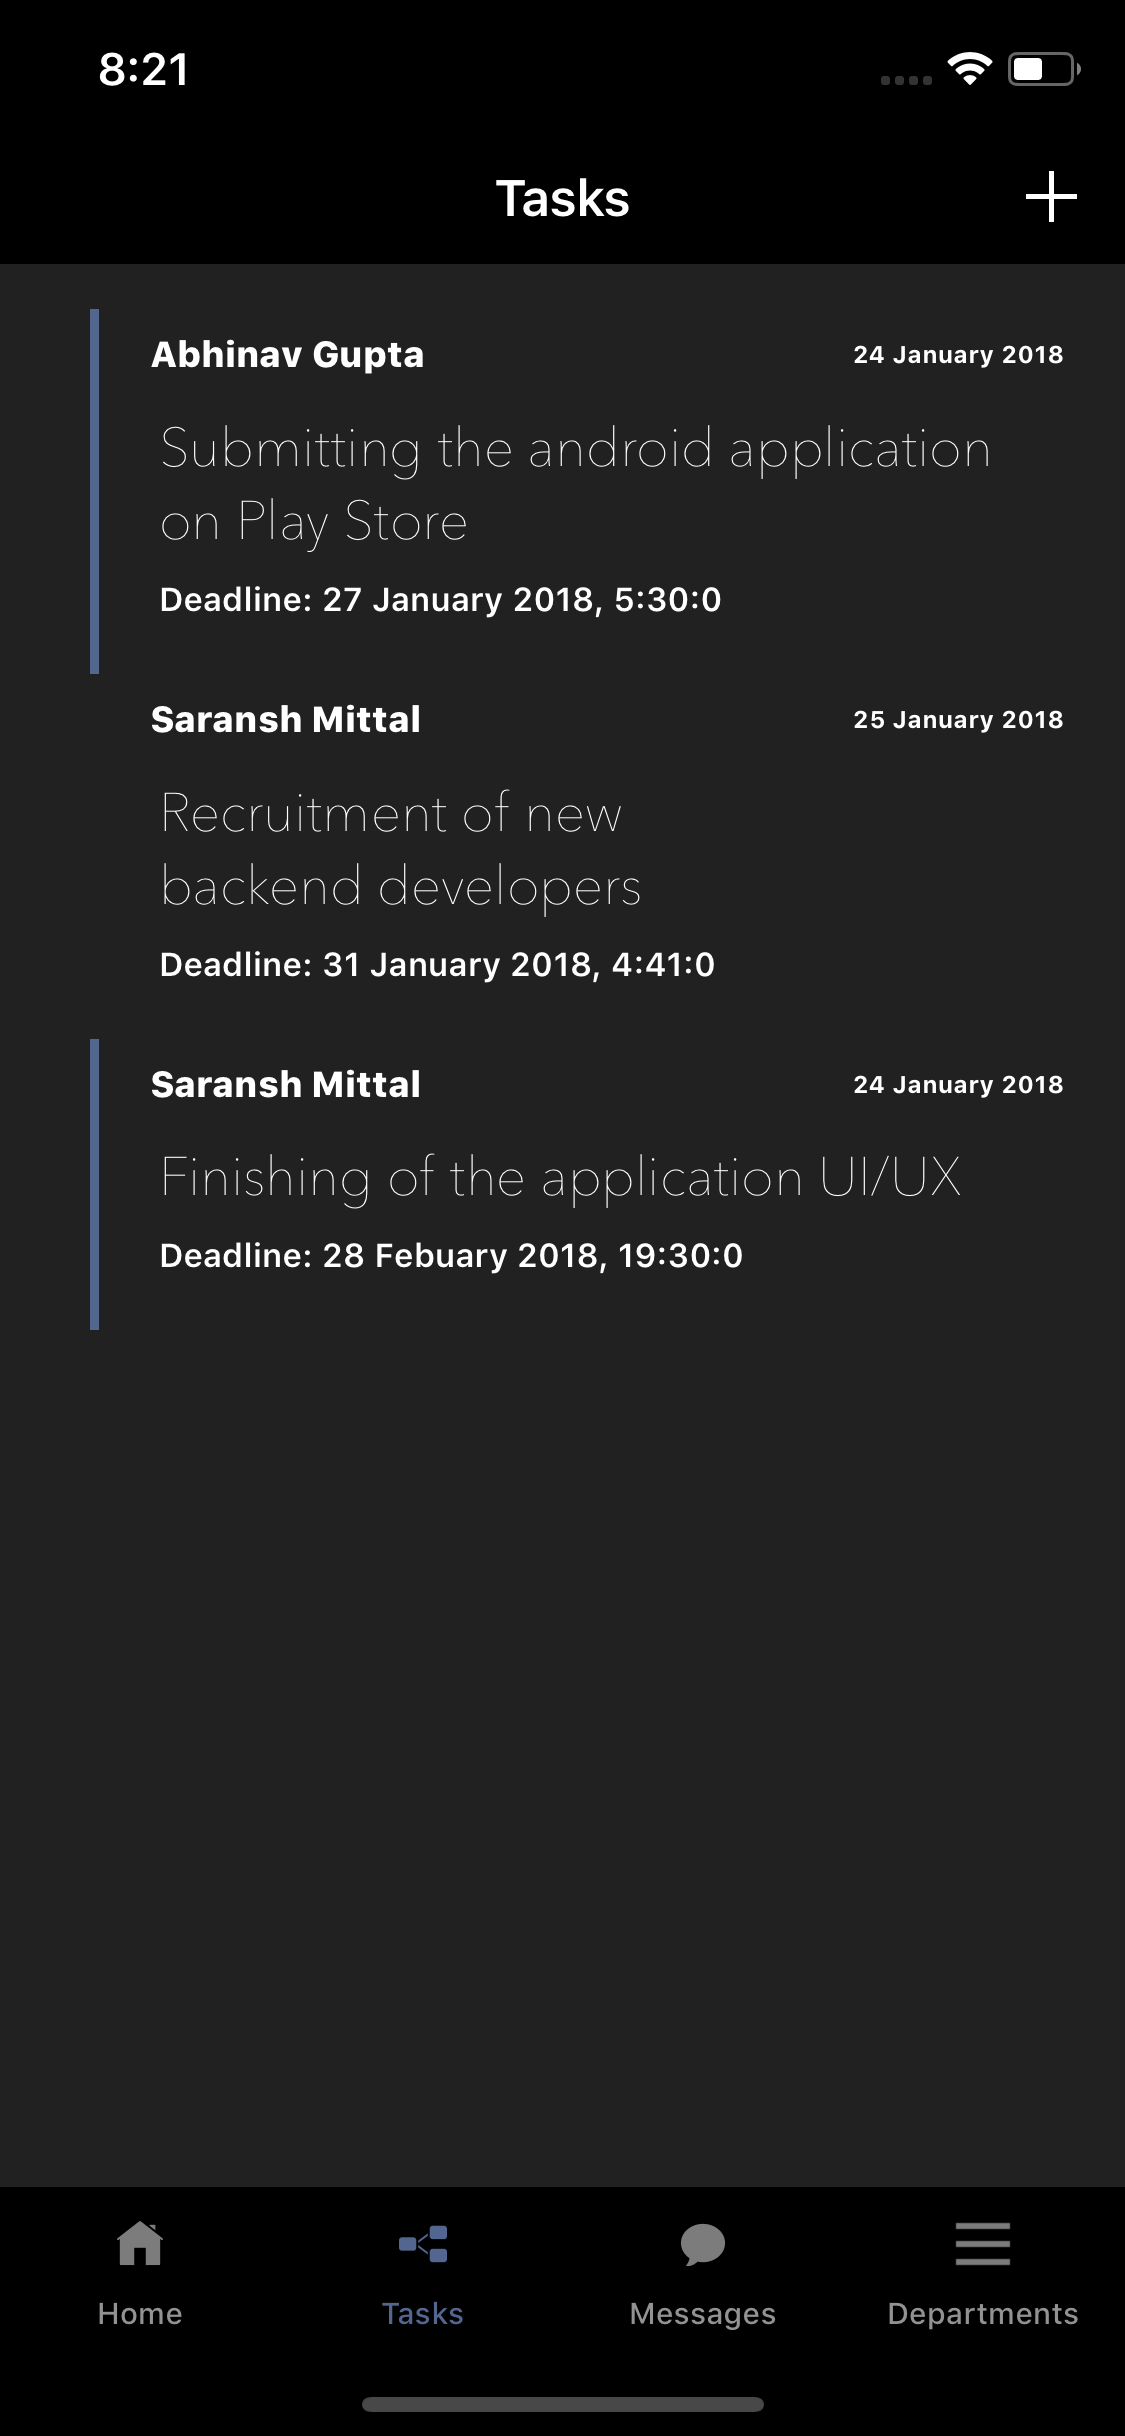 8:21
Tasks
Abhinav Gupta 24 January 2018
Submitting the android application
on Play Store
Deadline: 27 January 2018, 5:30:0
Saransh Mittal 25 January 2018
Recruitment of new
backend developers
Deadline: 31 January 2018, 4:41:0
Saransh Mittal 24 January 2018
Finishing of the application UI/UX
Deadline: 28 Febuary 2018, 19:30:0
Home Tasks Messages Departments